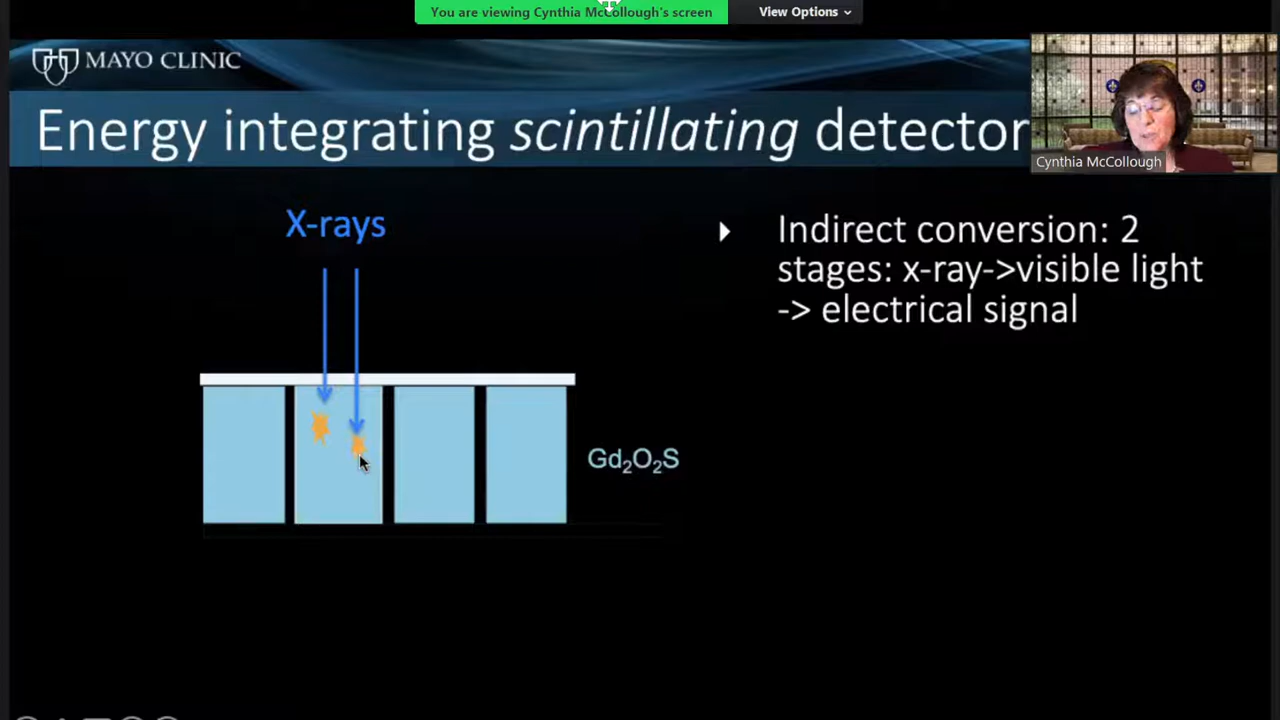 You are viewing Cynthia McCollough's screen
View Options
MAYO CLINIC
Energy integrating scintillating detector
Cynthia McCollough
X-rays
Indirect conversion: 2
stages: x-ray->visible light
-> electrical signal
Gd₂O₂S